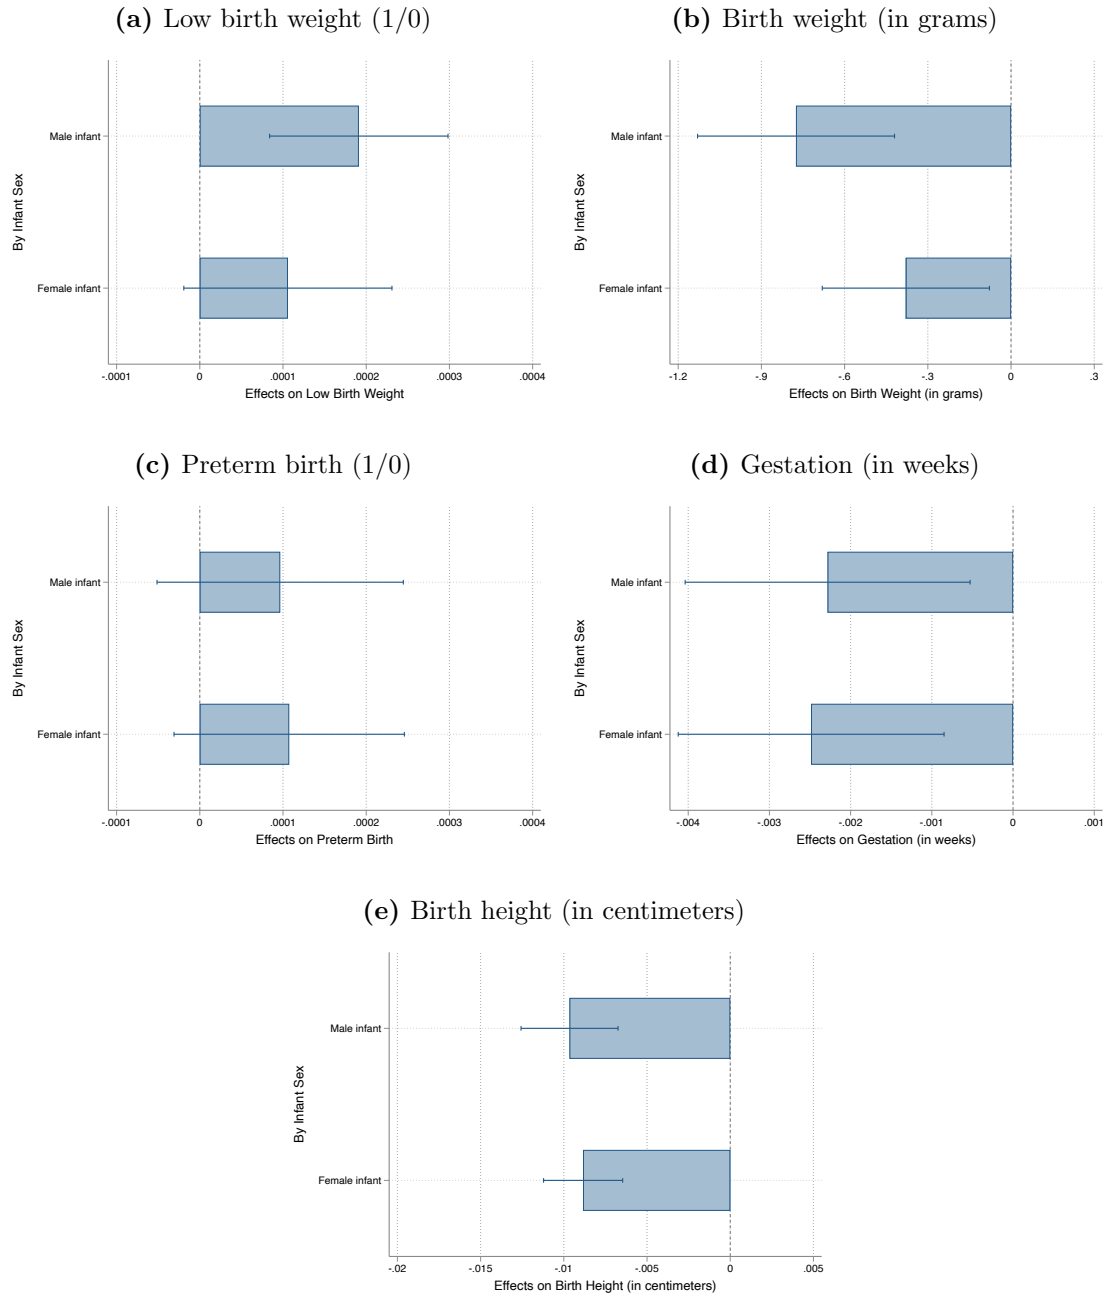 (a) Low birth weight (1/0)
By Infant Sex
Male infant
Female infant
-.0001 0 .0001 .0002 .0003 .0004
Effects on Low Birth Weight
(b) Birth weight (in grams)
By Infant Sex
Male infant
Female infant
-1.2 -.9 -.6 -.3 0 .3
Effects on Birth Weight (in grams)
(c) Preterm birth (1/0)
By Infant Sex
Male infant
Female infant
-.0001 0 .0001 .0002 .0003 .0004
Effects on Preterm Birth
(d) Gestation (in weeks)
By Infant Sex
Male infant
Female infant
-.004 -.003 -.002 -.001 0 .001
Effects on Gestation (in weeks)
(e) Birth height (in centimeters)
By Infant Sex
Male infant
Female infant
-.02 -.015 -.01 -.005 0 .005
Effects on Birth Height (in centimeters)